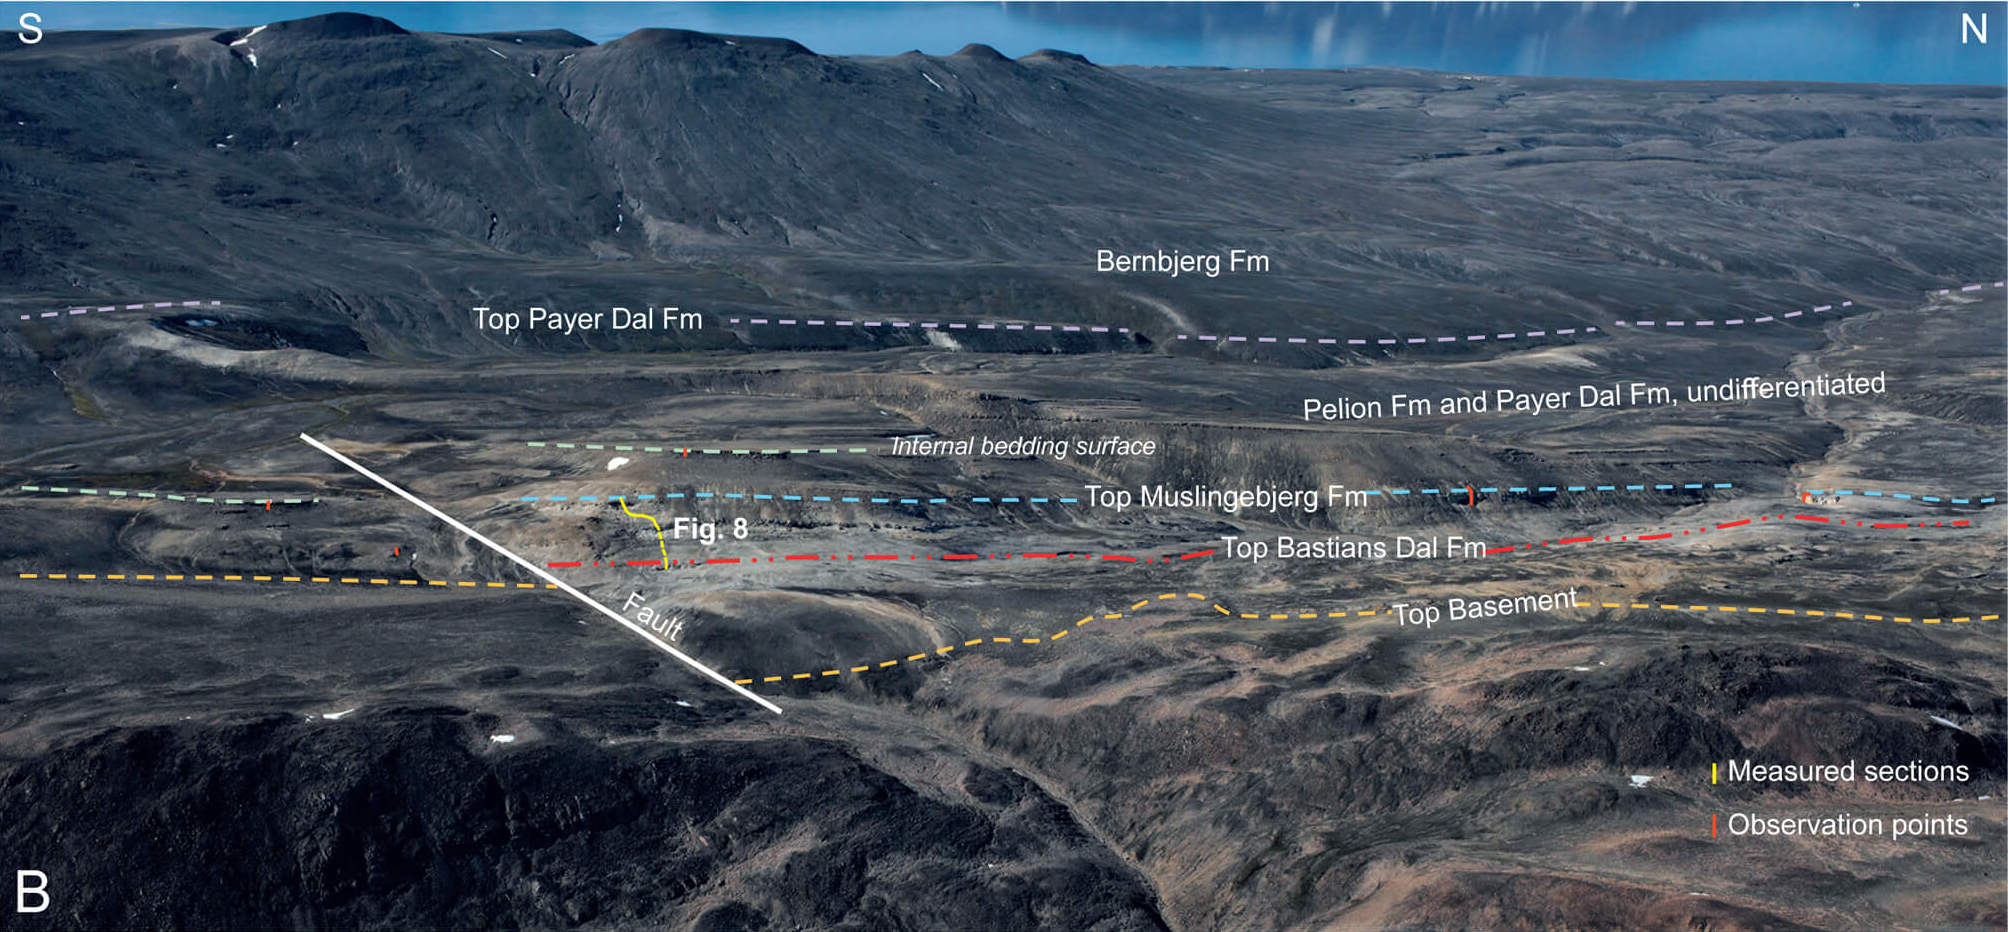 S
N
Bernbjerg Fm
Top Payer Dal Fm
Pelion Fm and Payer Dal Fm, undifferentiated
Internal bedding surface
Top Muslingebjerg Fm
Fig. 8
Top Bastians Dal Fm
Fault
Top Basement
Measured sections
Observation points
B